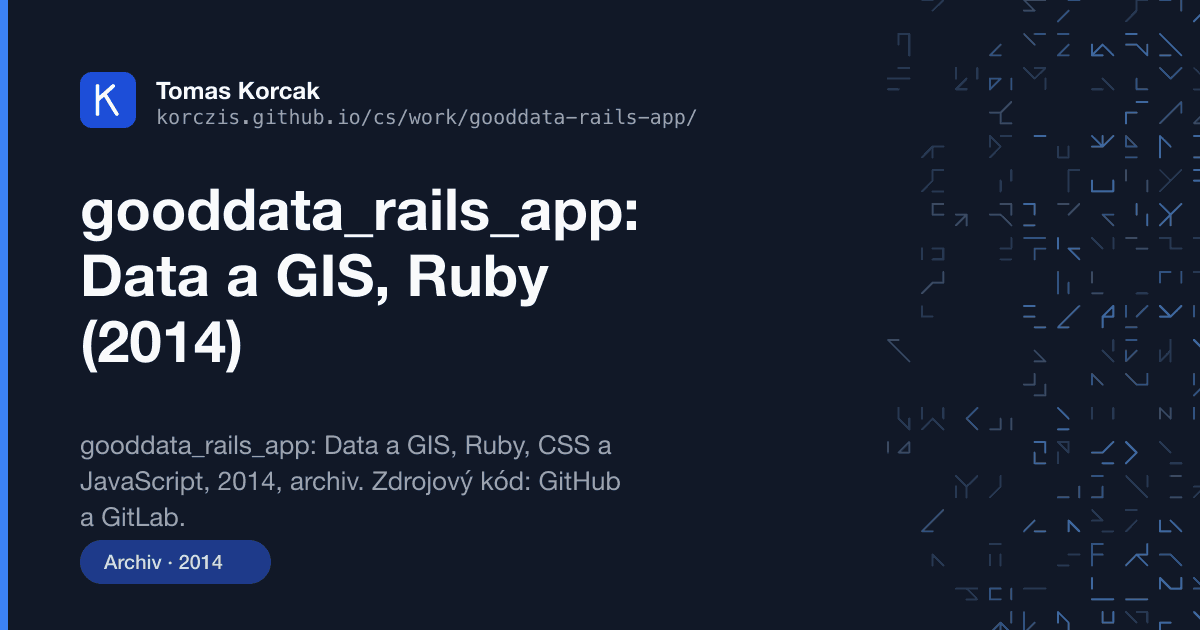 K
Tomas Korcak
korczis.github.io/cs/work/gooddata-rails-app/
gooddata_rails_app:
Data a GIS, Ruby
(2014)
gooddata_rails_app: Data a GIS, Ruby, CSS a
JavaScript, 2014, archiv. Zdrojový kód: GitHub
a GitLab.
Archiv · 2014